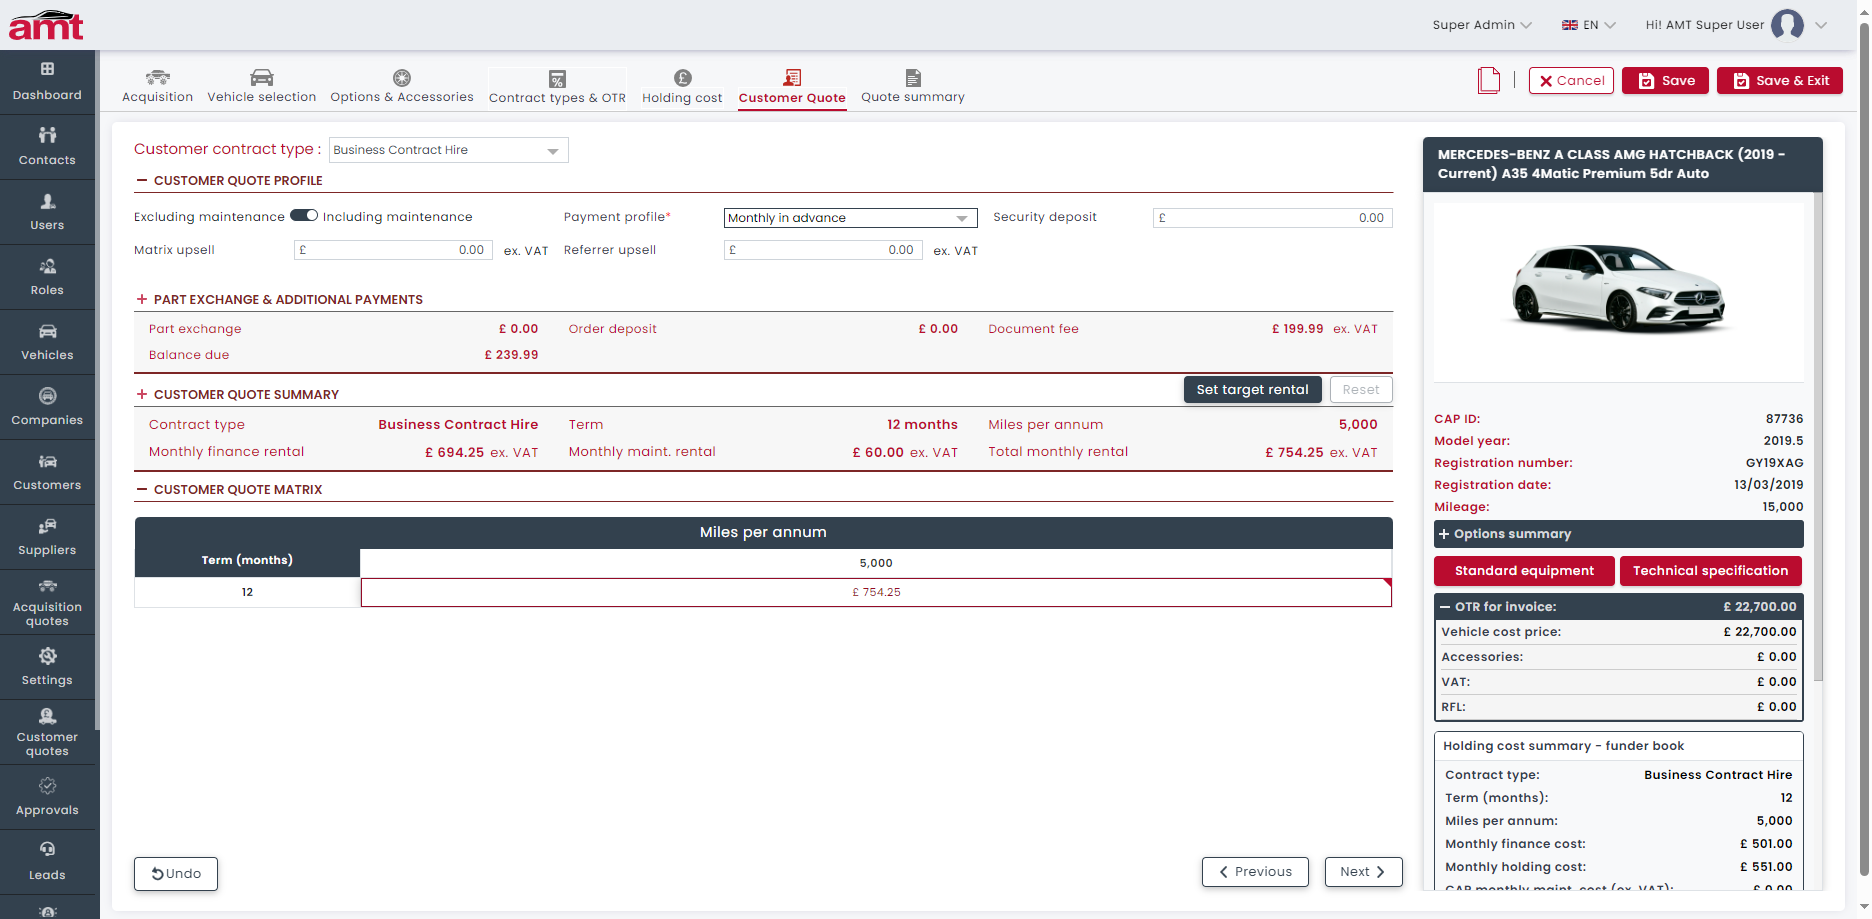 amt
Super Admin
EN
Hi! AMT Super User
Dashboard
Contacts
Users
Roles
Vehicles
Companies
Customers
Suppliers
Acquisition
quotes
Settings
Customer
quotes
Approvals
Leads
Acquisition
Vehicle selection
Options & Accessories
Contract types & OTR
Holding cost
Customer Quote
Quote summary
Cancel
Save
Save & Exit
Customer contract type : Business Contract Hire
CUSTOMER QUOTE PROFILE
Excluding maintenance Including maintenance Payment profile* Monthly in advance Security deposit £ 0.00
Matrix upsell £ 0.00 ex. VAT Referrer upsell £ 0.00 ex. VAT
+ PART EXCHANGE & ADDITIONAL PAYMENTS
Part exchange £ 0.00 Order deposit £ 0.00 Document fee £ 199.99 ex. VAT
Balance due £ 239.99
+ CUSTOMER QUOTE SUMMARY Set target rental Reset
Contract type Business Contract Hire Term 12 months Miles per annum 5,000
Monthly finance rental £ 694.25 ex. VAT Monthly maint. rental £ 60.00 ex. VAT Total monthly rental £ 754.25 ex. VAT
CUSTOMER QUOTE MATRIX
Miles per annum
Term (months) 5,000
12 £ 754.25
Undo
Previous
Next
MERCEDES-BENZ A CLASS AMG HATCHBACK (2019 -
Current) A35 4Matic Premium 5dr Auto
CAP ID: 87736
Model year: 2019.5
Registration number: GY19XAG
Registration date: 13/03/2019
Mileage: 15,000
+ Options summary
Standard equipment Technical specification
OTR for invoice: £ 22,700.00
Vehicle cost price: £ 22,700.00
Accessories: £ 0.00
VAT: £ 0.00
RFL: £ 0.00
Holding cost summary - funder book
Contract type: Business Contract Hire
Term (months): 12
Miles per annum: 5,000
Monthly finance cost: £ 501.00
Monthly holding cost: £ 551.00
CAP monthly maint. cost (ex. VAT): £ 0.00